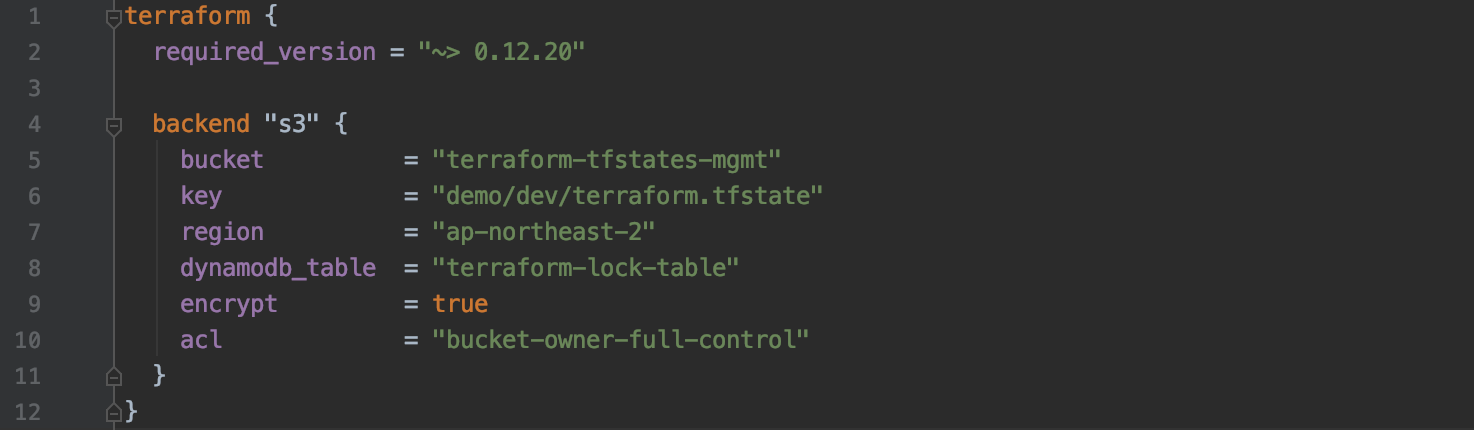 1 terraform {
2   required_version = "~> 0.12.20"
3
4   backend "s3" {
5     bucket          = "terraform-tfstates-mgmt"
6     key             = "demo/dev/terraform.tfstate"
7     region          = "ap-northeast-2"
8     dynamodb_table  = "terraform-lock-table"
9     encrypt         = true
10     acl             = "bucket-owner-full-control"
11   }
12 }